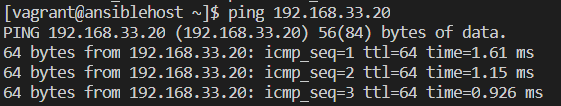 [vagrant@ansiblehost ~]$ ping 192.168.33.20
PING 192.168.33.20 (192.168.33.20) 56(84) bytes of data.
64 bytes from 192.168.33.20: icmp_seq=1 ttl=64 time=1.61 ms
64 bytes from 192.168.33.20: icmp_seq=2 ttl=64 time=1.15 ms
64 bytes from 192.168.33.20: icmp_seq=3 ttl=64 time=0.926 ms